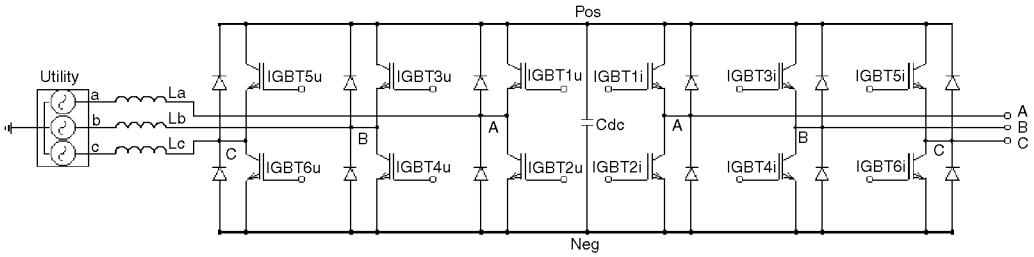 Pos
Utility
IGBT5u
IGBT3u
IGBT1u
IGBT1i
IGBT3i
IGBT5i
a
La
b
Lb
c
Lc
A
B
C
Cdc
A
B
C
A
B
C
IGBT6u
IGBT4u
IGBT2u
IGBT2i
IGBT4i
IGBT6i
Neg